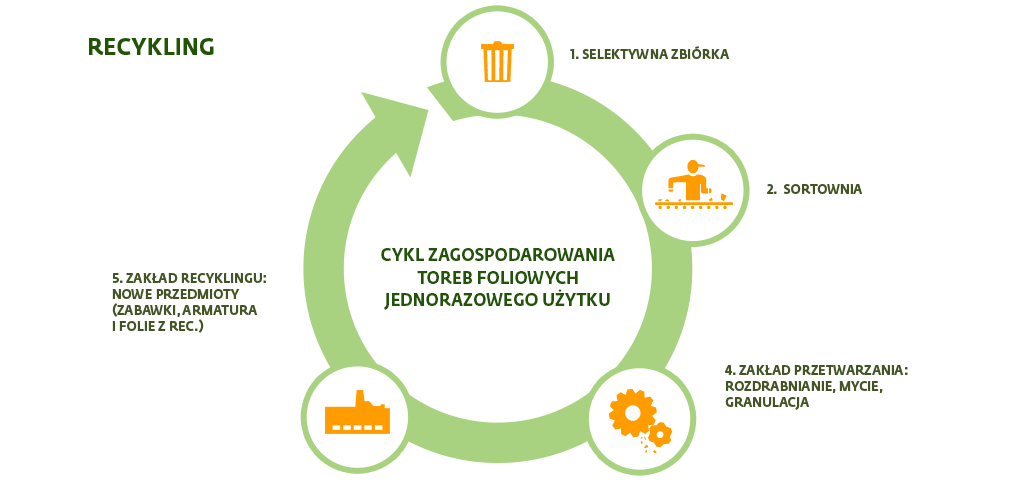 RECYKLING
1. SELEKTYWNA ZBIÓRKA
2. SORTOWNIA
CYKL ZAGOSPODAROWANIA
TOREB FOLIOWYCH
JEDNORAZOWEGO UŻYTKU
4. ZAKŁAD PRZETWARZANIA:
ROZDRABNIANIE, MYCIE,
GRANULACJA
5. ZAKŁAD RECYKLINGU:
NOWE PRZEDMIOTY
(ZABAWKI, ARMATURA
I FOLIE Z REC.)